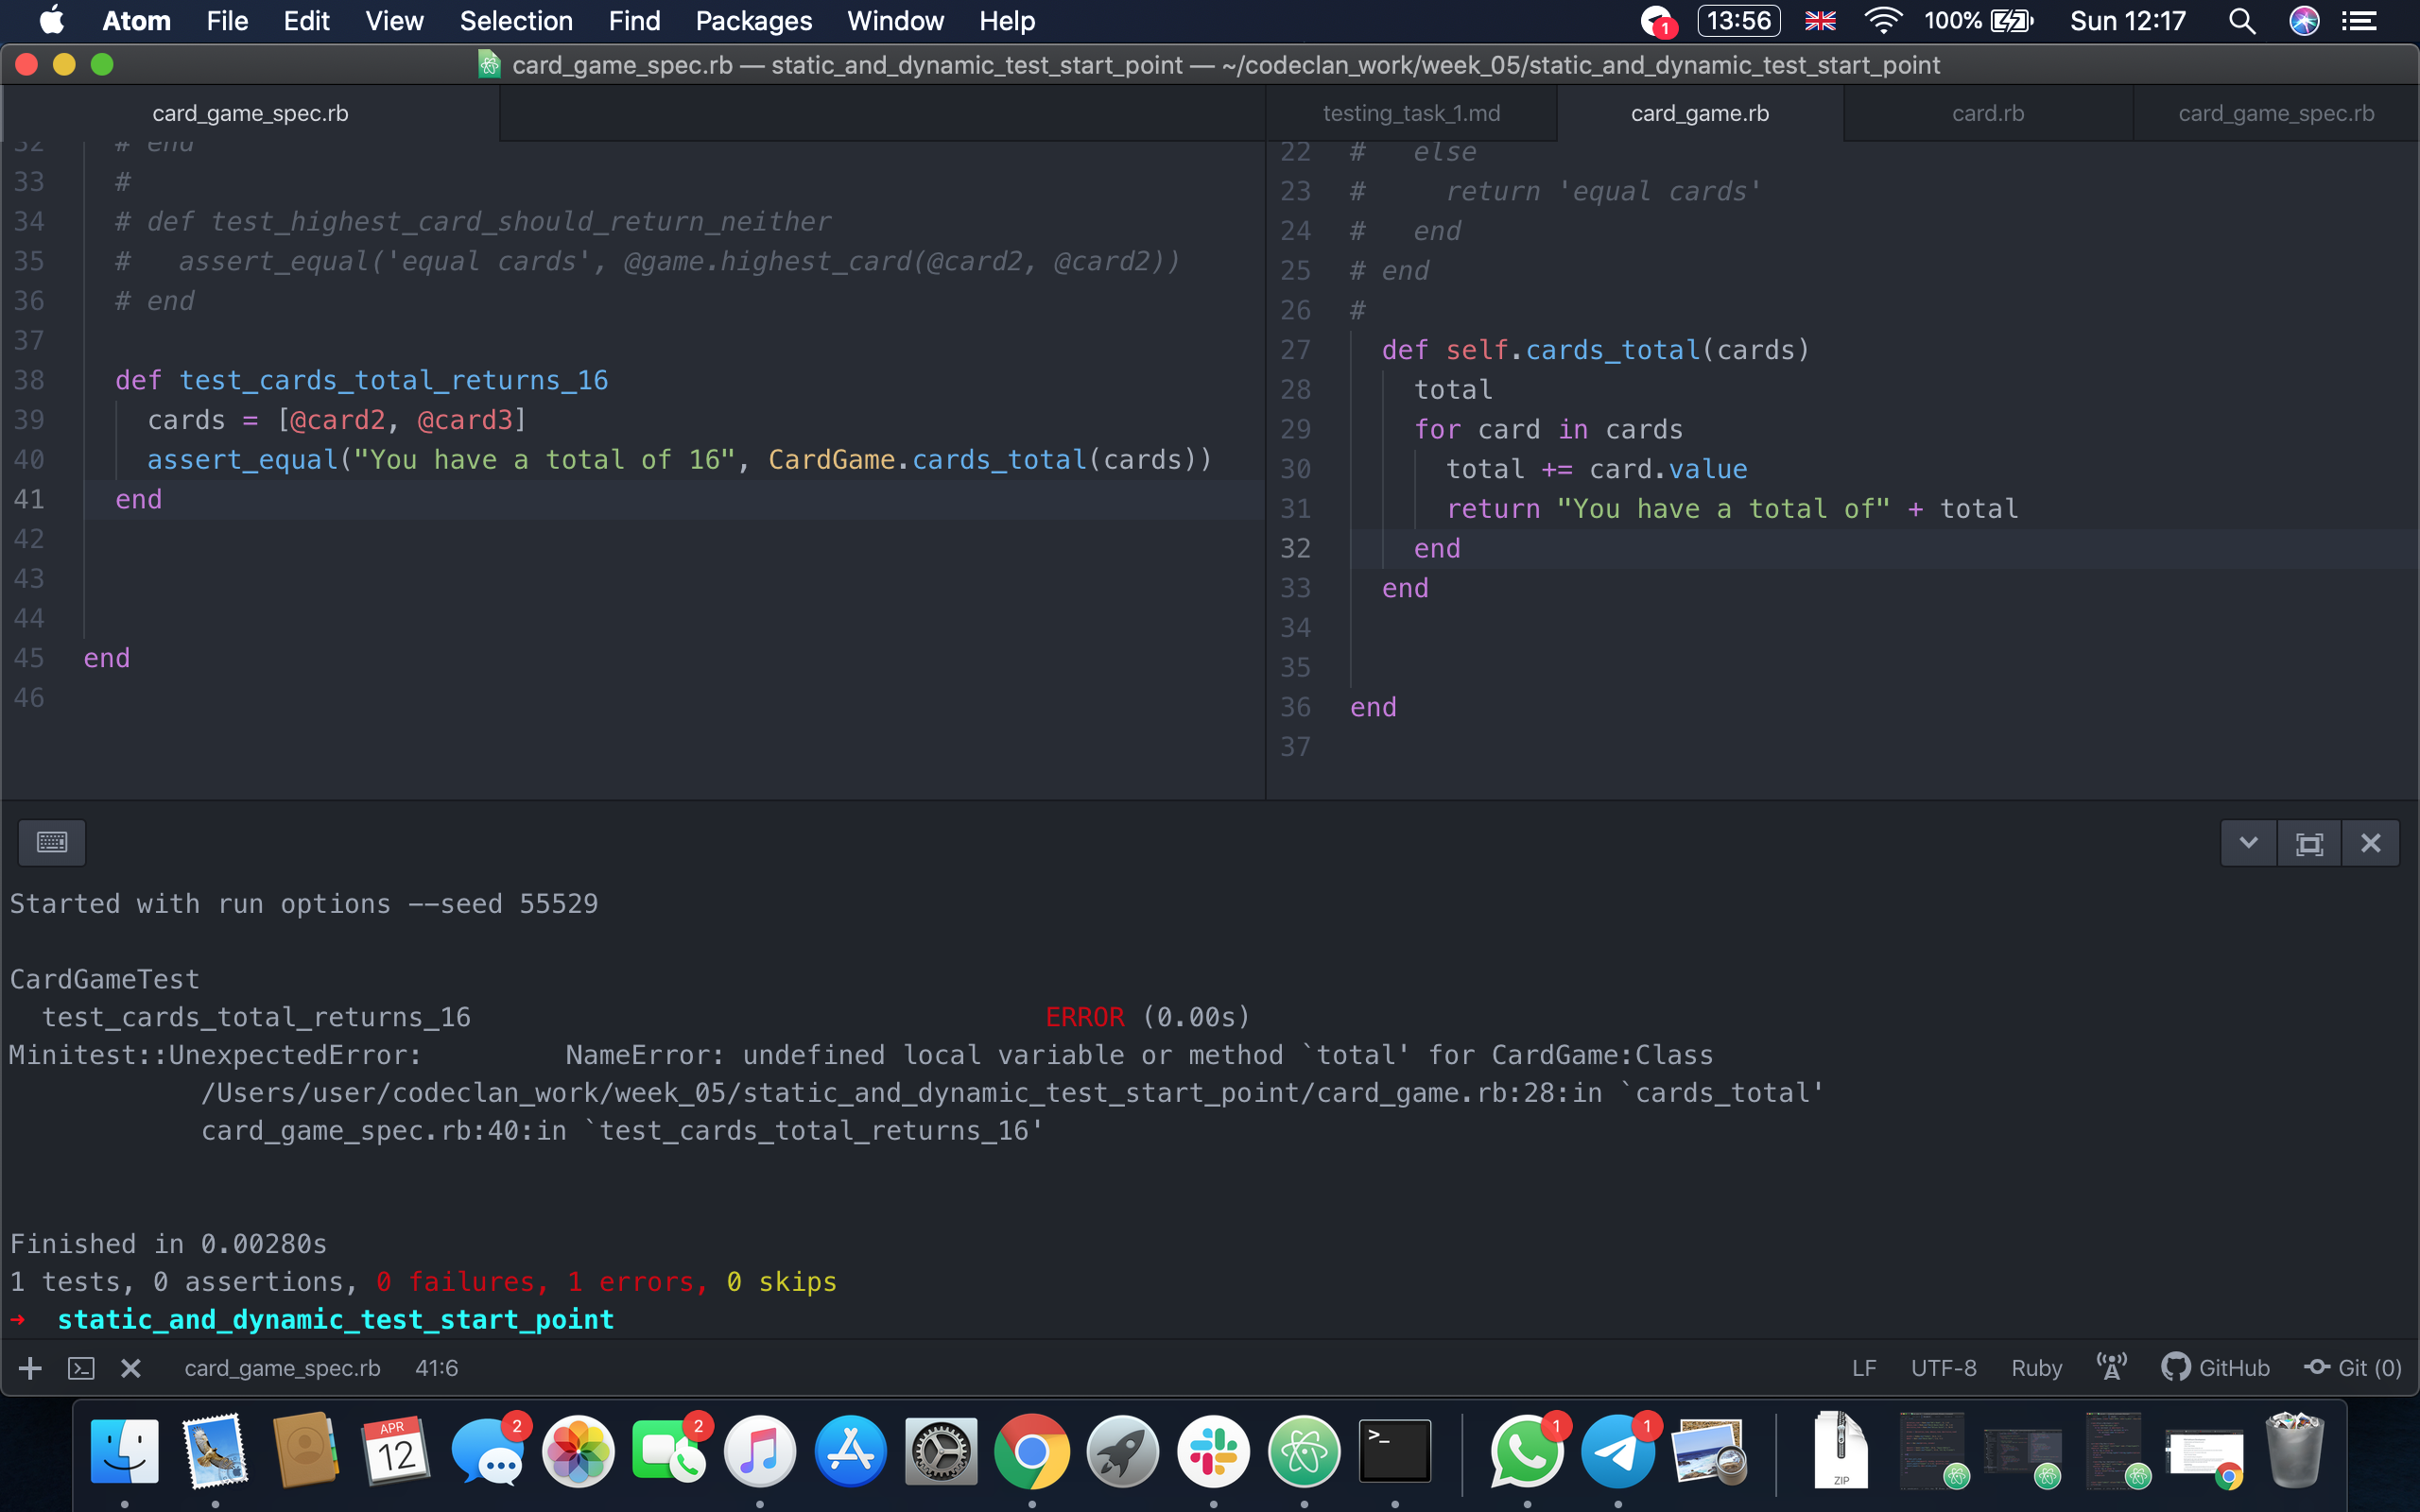 Atom File Edit View Selection Find Packages Window Help 1 13:56 100% Sun 12:17
card_game_spec.rb — static_and_dynamic_test_start_point — ~/codeclan_work/week_05/static_and_dynamic_test_start_point
card_game_spec.rb
32 # end
33 #
34 # def test_highest_card_should_return_neither
35 #   assert_equal('equal cards', @game.highest_card(@card2, @card2))
36 # end
37
38 def test_cards_total_returns_16
39   cards = [@card2, @card3]
40   assert_equal("You have a total of 16", CardGame.cards_total(cards))
41 end
42
43
44
45 end
46
testing_task_1.md card_game.rb card.rb card_game_spec.rb
22 #   else
23 #     return 'equal cards'
24 #   end
25 # end
26 #
27   def self.cards_total(cards)
28     total
29     for card in cards
30       total += card.value
31       return "You have a total of" + total
32     end
33   end
34
35
36 end
37
Started with run options --seed 55529
CardGameTest
test_cards_total_returns_16 ERROR (0.00s)
Minitest::UnexpectedError: NameError: undefined local variable or method `total' for CardGame:Class
/Users/user/codeclan_work/week_05/static_and_dynamic_test_start_point/card_game.rb:28:in `cards_total'
card_game_spec.rb:40:in `test_cards_total_returns_16'
Finished in 0.00280s
1 tests, 0 assertions, 0 failures, 1 errors, 0 skips
➜ static_and_dynamic_test_start_point
card_game_spec.rb 41:6 LF UTF-8 Ruby GitHub Git (0)
APR
12
2
2
>_
1
1
ZIP